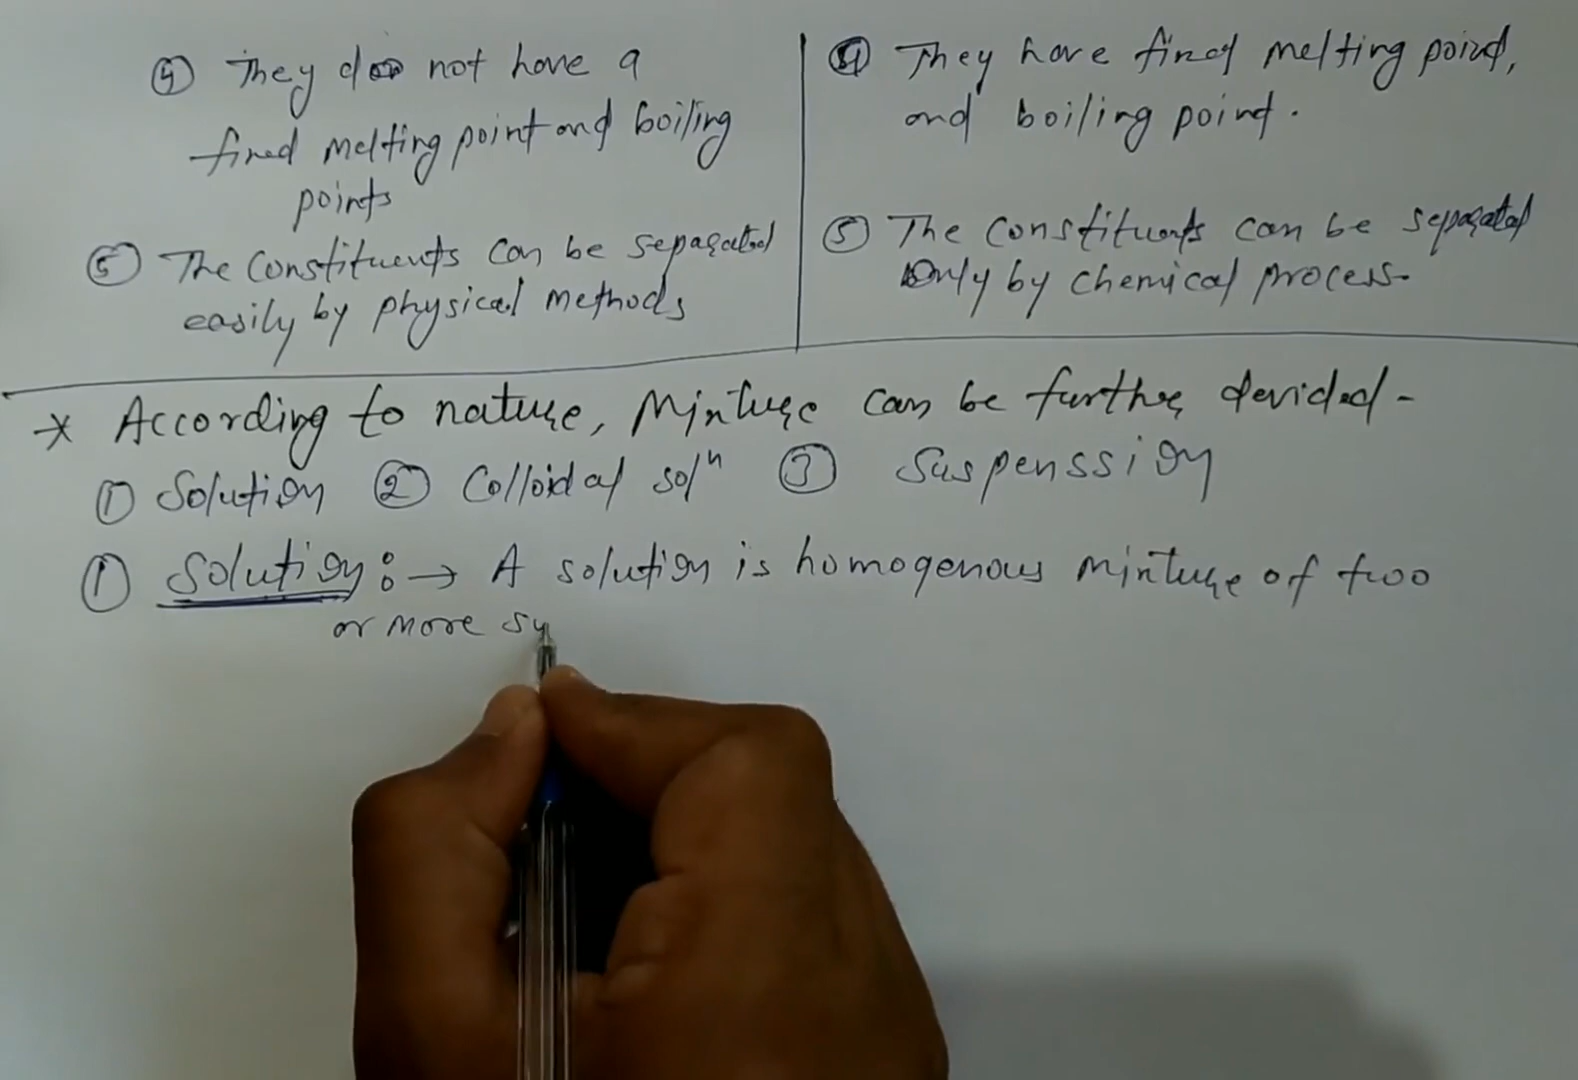 ④ They do not have a
fixed melting point and boiling
points
⑤ The constituents can be separated
easily by physical methods
④ They have fixed melting point,
and boiling point.
⑤ The constituents can be separated
only by chemical process.
* According to nature, Mixture can be further devided-
① Solution ② Colloidal solⁿ ③ Suspenssion
① Solution:→ A solution is homogenous mixture of two
or more su